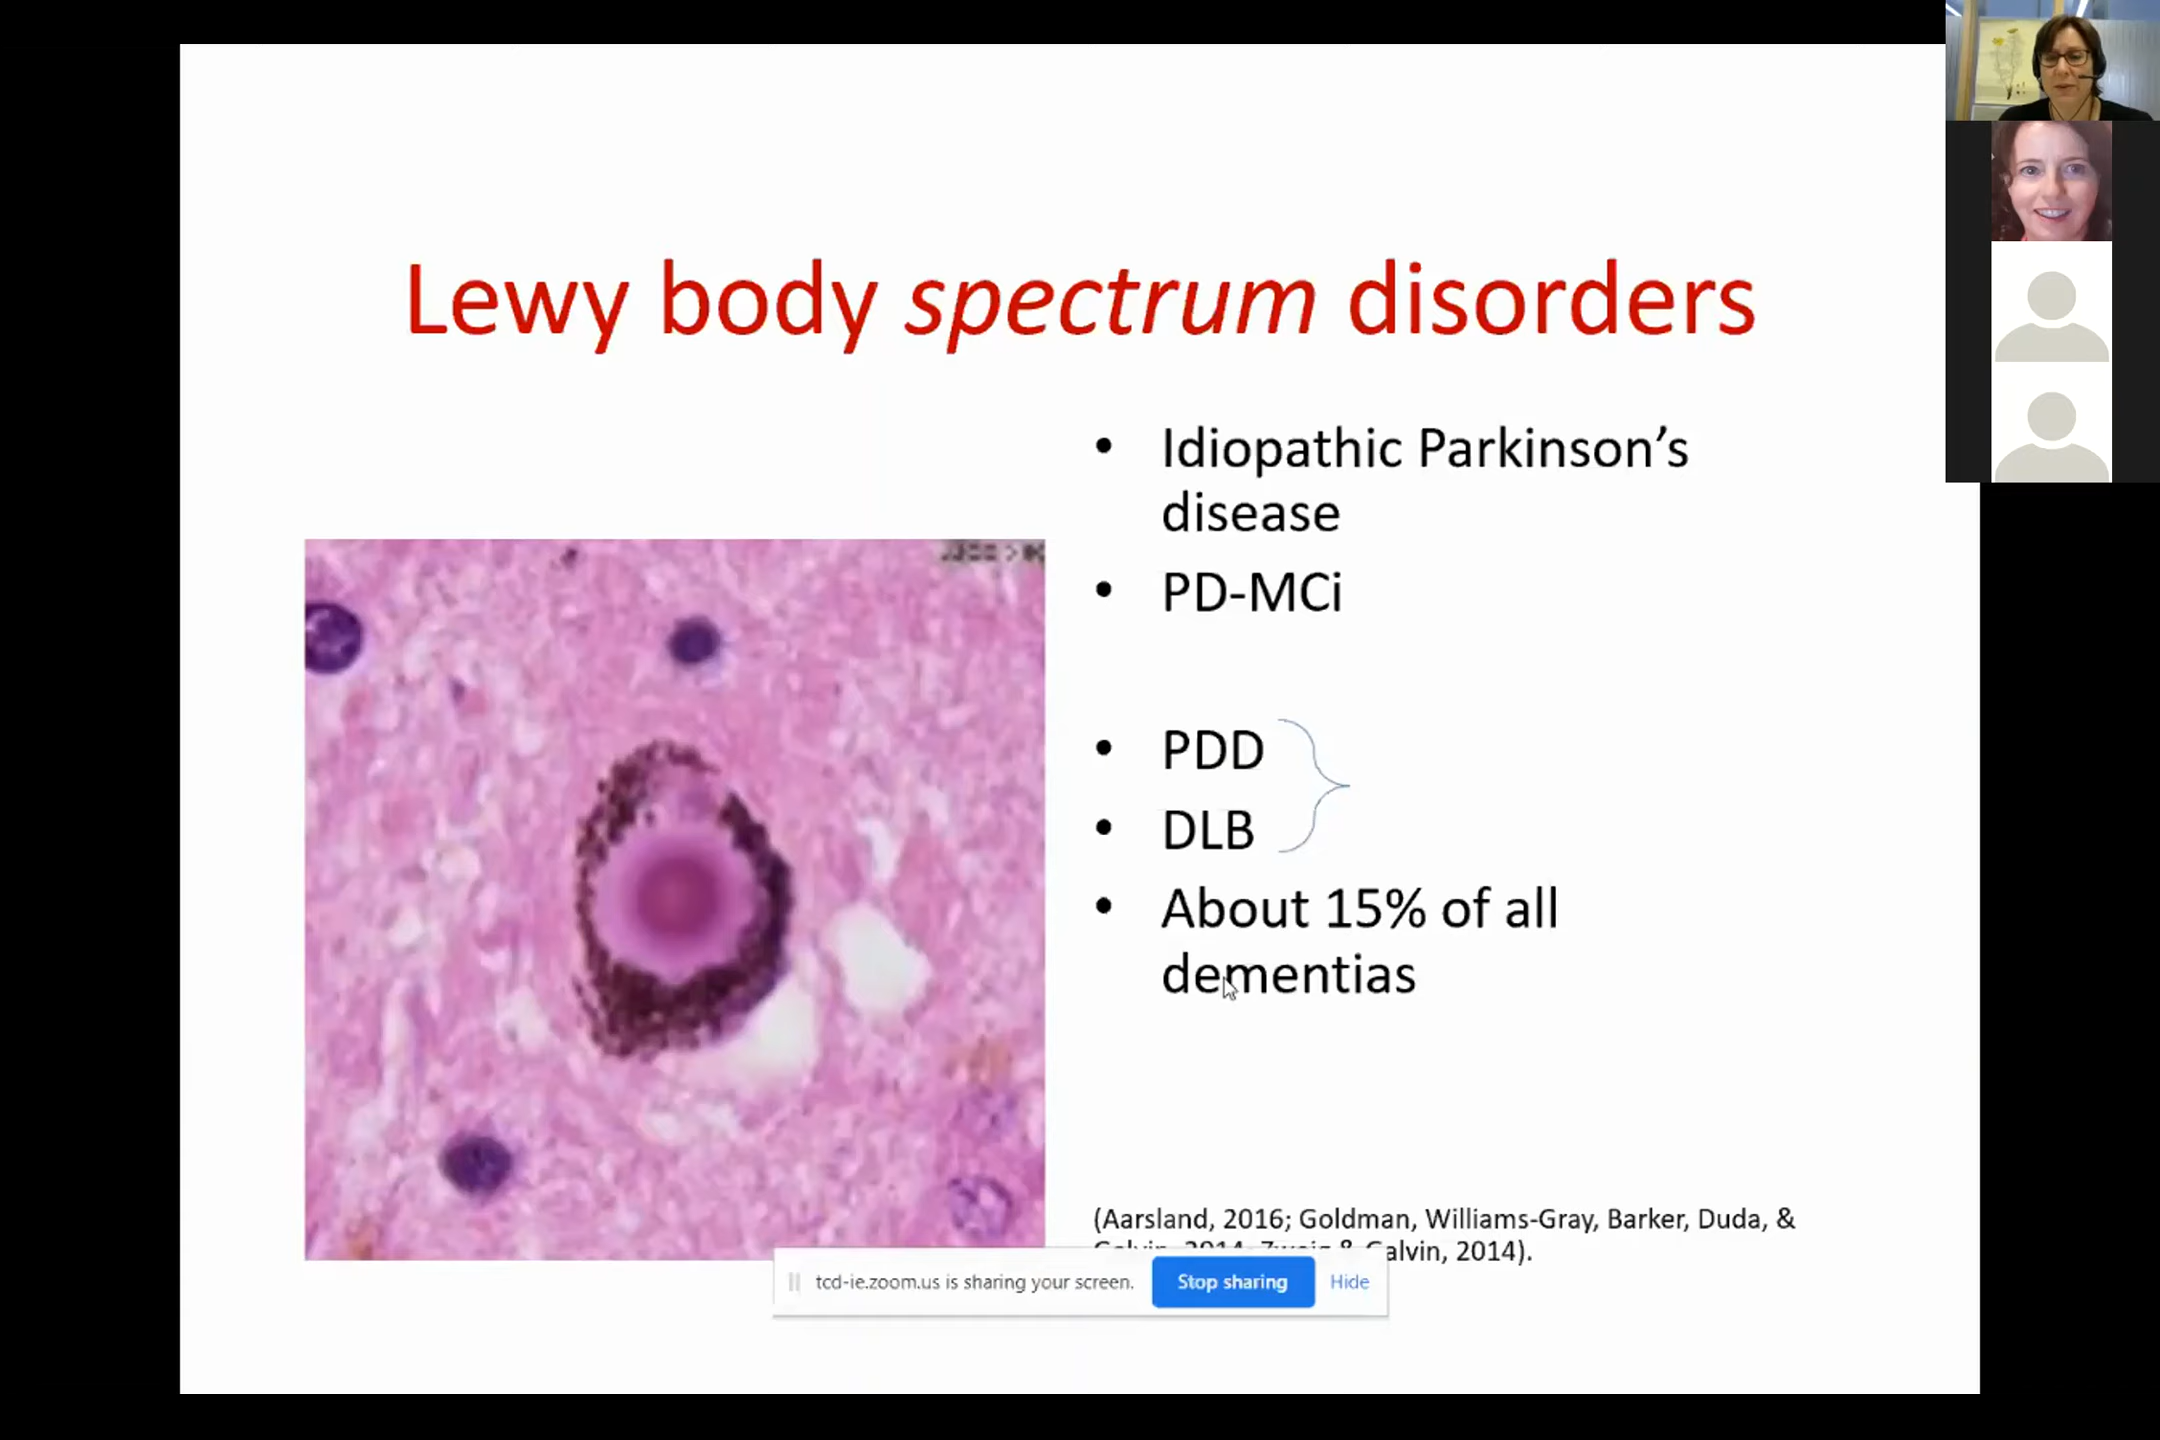 Lewy body spectrum disorders
• Idiopathic Parkinson's
disease
• PD-MCi
• PDD
• DLB
• About 15% of all
dementias
(Aarsland, 2016; Goldman, Williams-Gray, Barker, Duda, &
Galvin, 2014; Zweig & Galvin, 2014).
tcd-ie.zoom.us is sharing your screen.
Stop sharing
Hide